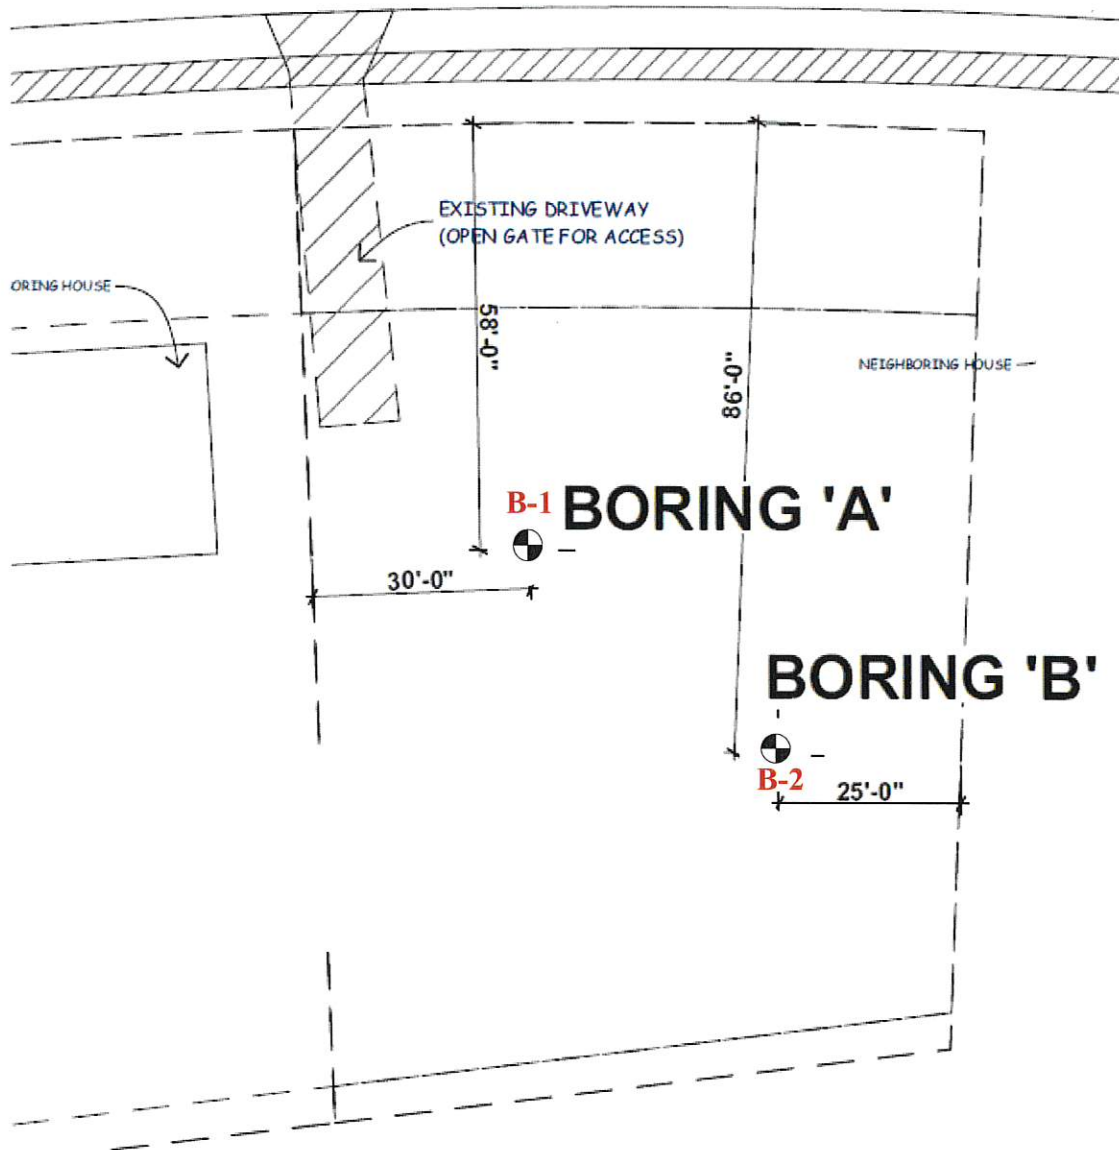 EXISTING DRIVEWAY
(OPEN GATE FOR ACCESS)
ORING HOUSE
58'-0"
86'-0"
NEIGHBORING HOUSE
B-1 BORING 'A'
30'-0"
BORING 'B'
B-2
25'-0"